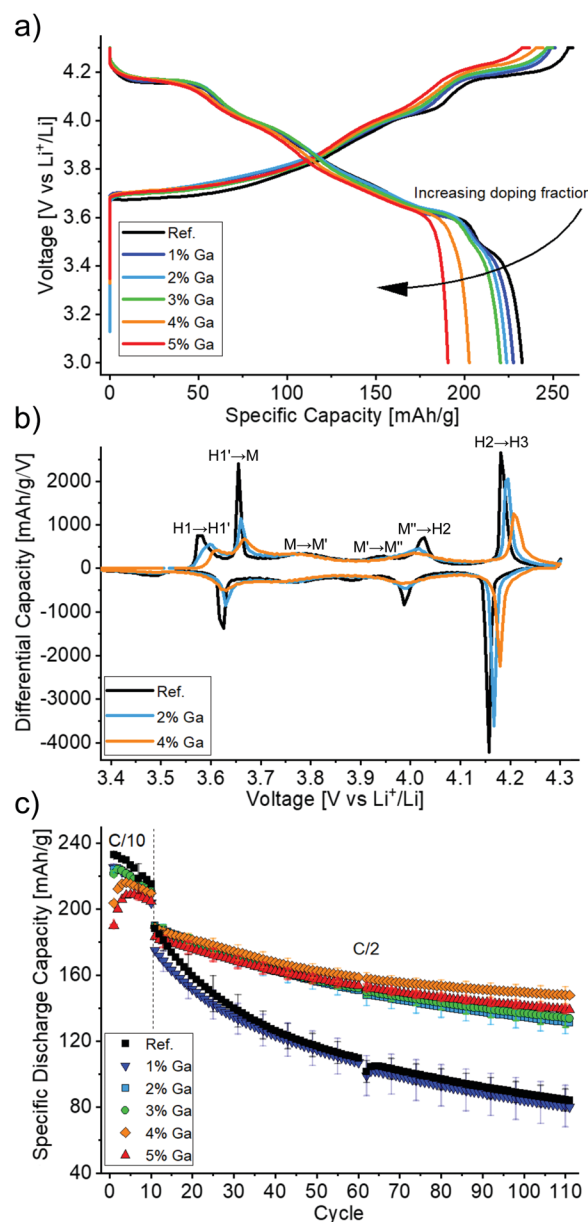 a)
4.2
4.0
3.8
3.6
3.4
3.2
3.0
Voltage [V vs Li⁺/Li]
Increasing doping fraction
Ref.
1% Ga
2% Ga
3% Ga
4% Ga
5% Ga
0 50 100 150 200 250
Specific Capacity [mAh/g]
b)
2000
1000
0
-1000
-2000
-3000
-4000
Differential Capacity [mAh/g/V]
H1→H1'
H1'→M
M→M'
M'→M"
M"→H2
H2→H3
Ref.
2% Ga
4% Ga
3.4 3.5 3.6 3.7 3.8 3.9 4.0 4.1 4.2 4.3
Voltage [V vs Li⁺/Li]
c)
240
200
160
120
80
40
Specific Discharge Capacity [mAh/g]
C/10
C/2
Ref.
1% Ga
2% Ga
3% Ga
4% Ga
5% Ga
0 10 20 30 40 50 60 70 80 90 100 110
Cycle